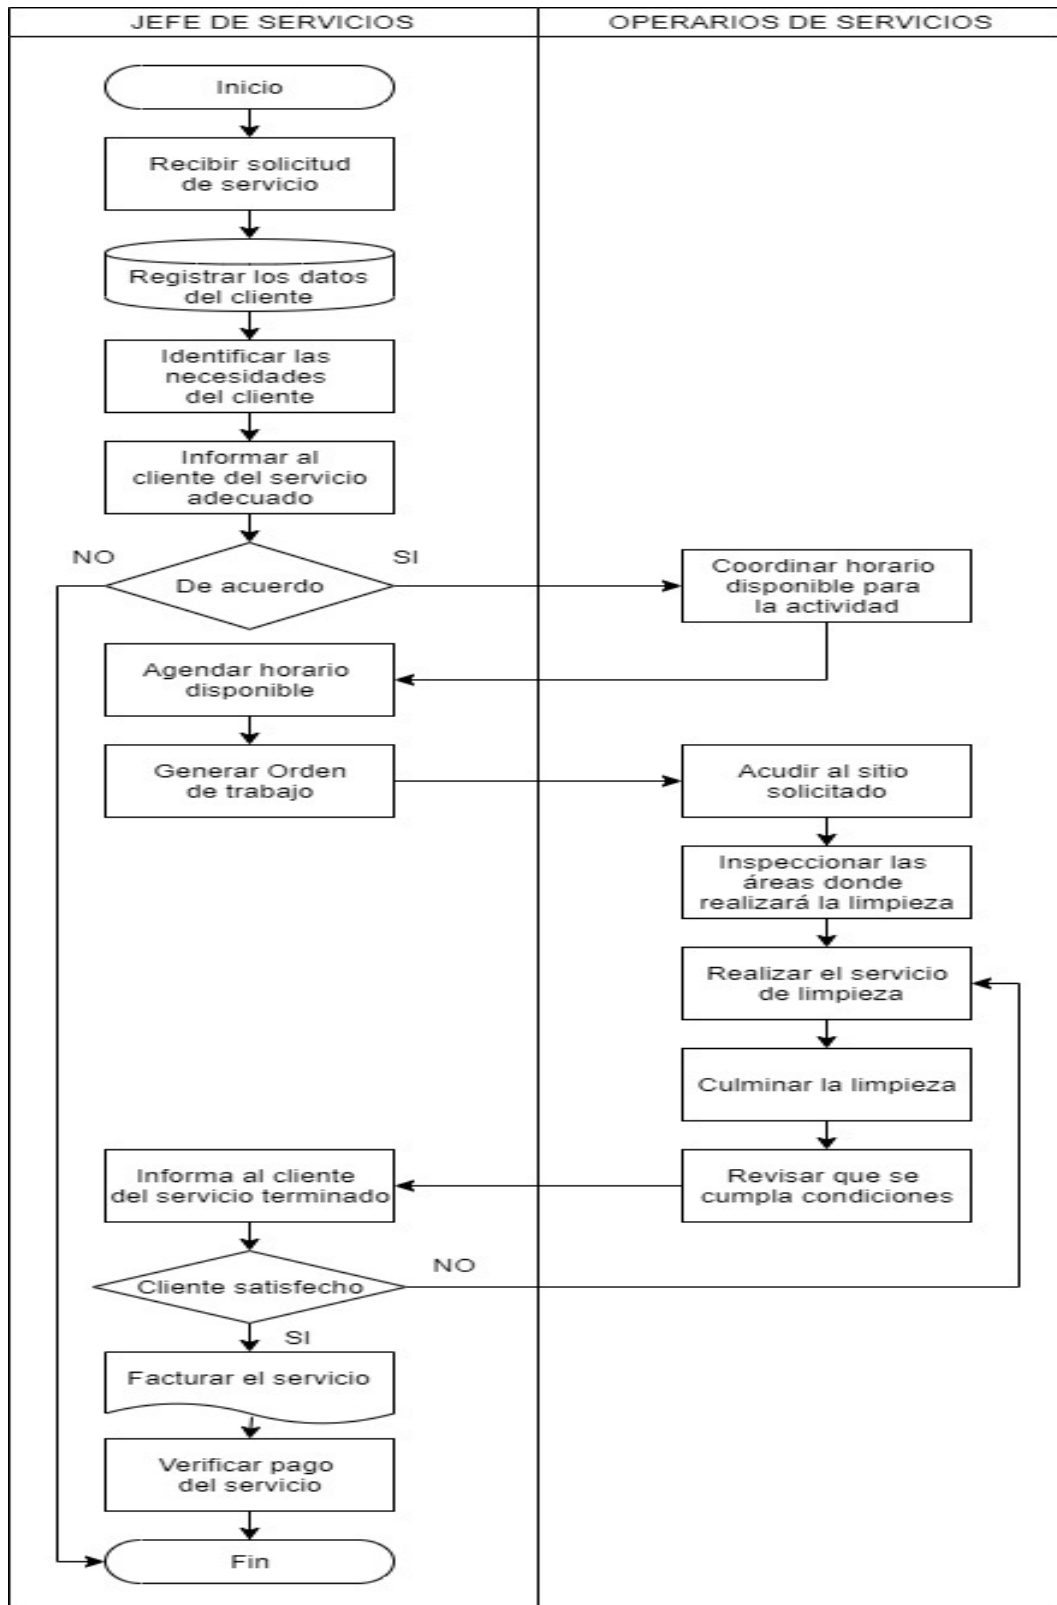 JEFE DE SERVICIOS
OPERARIOS DE SERVICIOS
Inicio
Recibir solicitud
de servicio
Registrar los datos
del cliente
Identificar las
necesidades
del cliente
Informar al
cliente del servicio
adecuado
NO
SI
De acuerdo
Coordinar horario
disponible para
la actividad
Agendar horario
disponible
Generar Orden
de trabajo
Acudir al sitio
solicitado
Inspeccionar las
áreas donde
realizará la limpieza
Realizar el servicio
de limpieza
Culminar la limpieza
Revisar que se
cumpla condiciones
Informa al cliente
del servicio terminado
Cliente satisfecho
NO
SI
Facturar el servicio
Verificar pago
del servicio
Fin